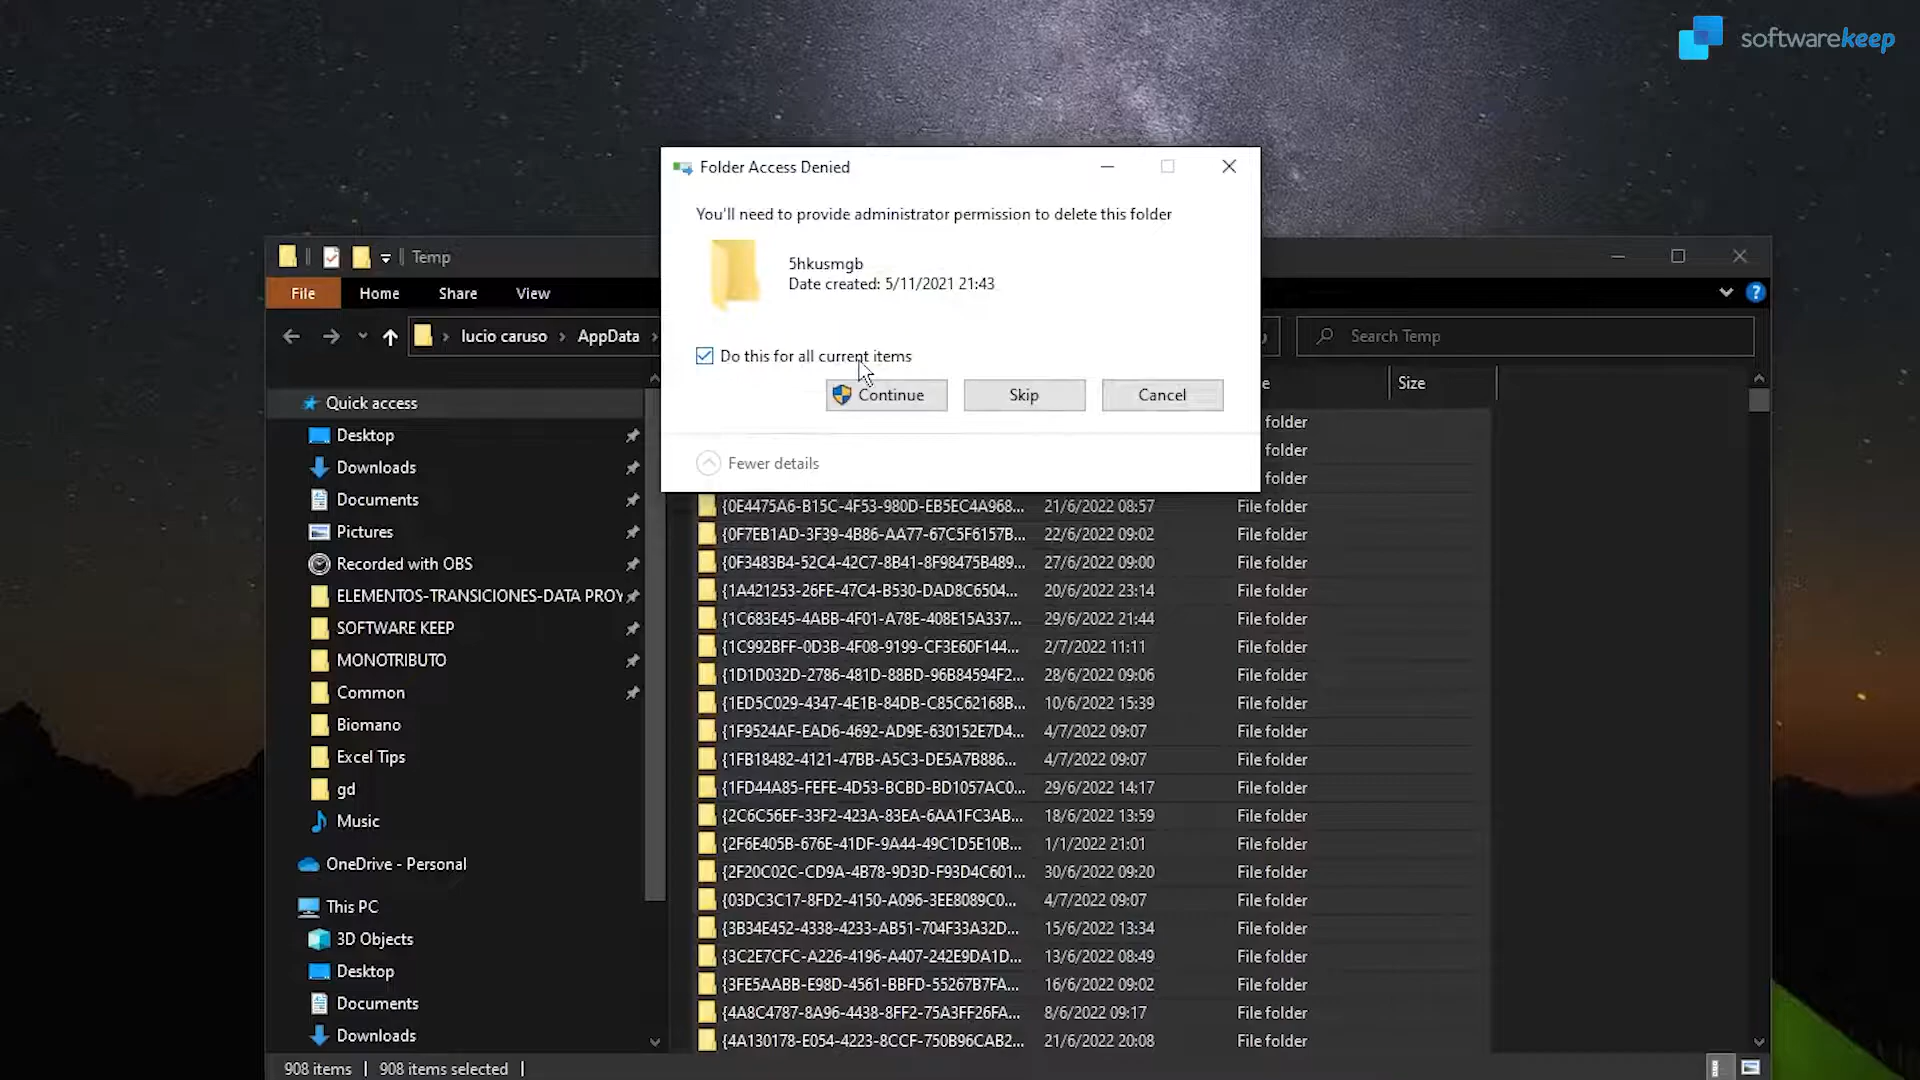 softwarekeep
Folder Access Denied
You'll need to provide administrator permission to delete this folder
5hkusmgb
Date created: 5/11/2021 21:43
Do this for all current items
Continue
Skip
Cancel
Fewer details
Temp
File
Home
Share
View
lucio caruso
AppData
Search Temp
Size
Quick access
Desktop
Downloads
Documents
Pictures
Recorded with OBS
ELEMENTOS-TRANSICIONES-DATA PROY
SOFTWARE KEEP
MONOTRIBUTO
Common
Biomano
Excel Tips
gd
Music
OneDrive - Personal
This PC
3D Objects
Desktop
Documents
Downloads
folder
folder
folder
{0E4475A6-B15C-4F53-980D-EB5EC4A968... 21/6/2022 08:57 File folder
{0F7EB1AD-3F39-4B86-AA77-67C5F6157B... 22/6/2022 09:02 File folder
{0F3483B4-52C4-42C7-8B41-8F98475B489... 27/6/2022 09:00 File folder
{1A421253-26FE-47C4-B530-DAD8C6504... 20/6/2022 23:14 File folder
{1C683E45-4ABB-4F01-A78E-408E15A337... 29/6/2022 21:44 File folder
{1C992BFF-0D3B-4F08-9199-CF3E60F144... 2/7/2022 11:11 File folder
{1D1D032D-2786-481D-88BD-96B84594F2... 28/6/2022 09:06 File folder
{1ED5C029-4347-4E1B-84DB-C85C62168B... 10/6/2022 15:39 File folder
{1F9524AF-EAD6-4692-AD9E-630152E7D4... 4/7/2022 09:07 File folder
{1FB18482-4121-47BB-A5C3-DE5A7B886... 4/7/2022 09:07 File folder
{1FD44A85-FEFE-4D53-BCBD-BD1057AC0... 29/6/2022 14:17 File folder
{2C6C56EF-33F2-423A-83EA-6AA1FC3AB... 18/6/2022 13:59 File folder
{2F6E405B-676E-41DF-9A44-49C1D5E10B... 1/1/2022 21:01 File folder
{2F20C02C-CD9A-4B78-9D3D-F93D4C601... 30/6/2022 09:20 File folder
{03DC3C17-8FD2-4150-A096-3EE8089C0... 4/7/2022 09:07 File folder
{3B34E452-4338-4233-AB51-704F33A32D... 15/6/2022 13:34 File folder
{3C2E7CFC-A226-4196-A407-242E9DA1D... 13/6/2022 08:49 File folder
{3FE5AABB-E98D-4561-BBFD-55267B7FA... 16/6/2022 09:02 File folder
{4A8C4787-8A96-4438-8FF2-75A3FF26FA... 8/6/2022 09:17 File folder
{4A130178-E054-4223-8CCF-750B96CAB2... 21/6/2022 20:08 File folder
908 items
908 items selected